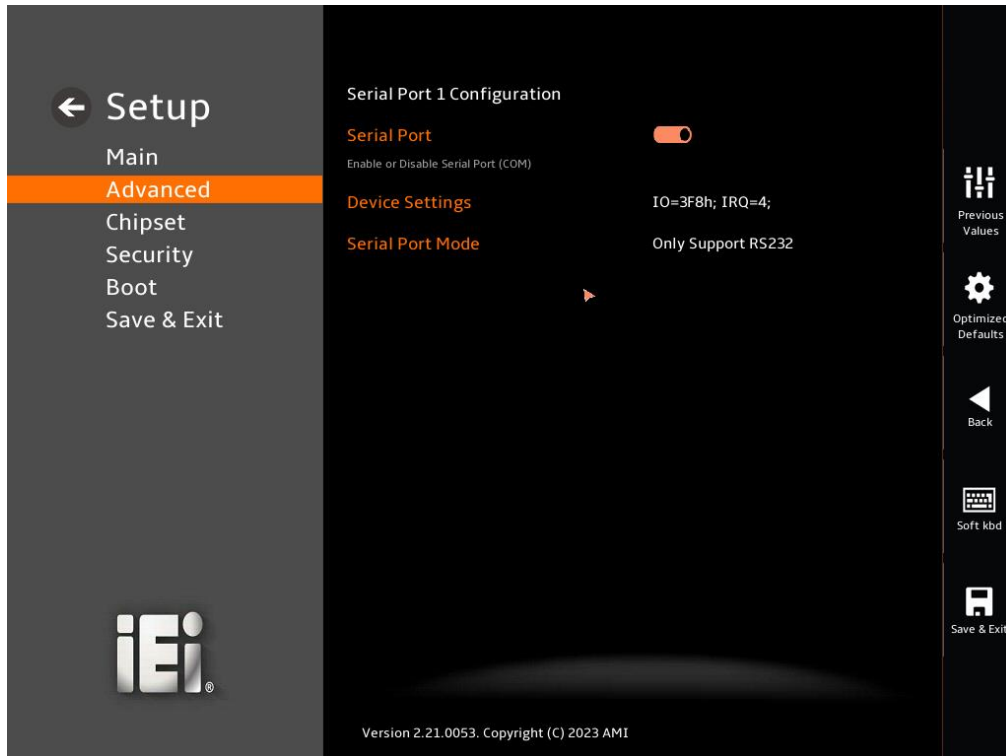 Setup
Main
Advanced
Chipset
Security
Boot
Save & Exit
iEi®
Serial Port 1 Configuration
Serial Port
Enable or Disable Serial Port (COM)
Device Settings IO=3F8h; IRQ=4;
Serial Port Mode Only Support RS232
Version 2.21.0053. Copyright (C) 2023 AMI
Previous
Values
Optimized
Defaults
Back
Soft kbd
Save & Exit